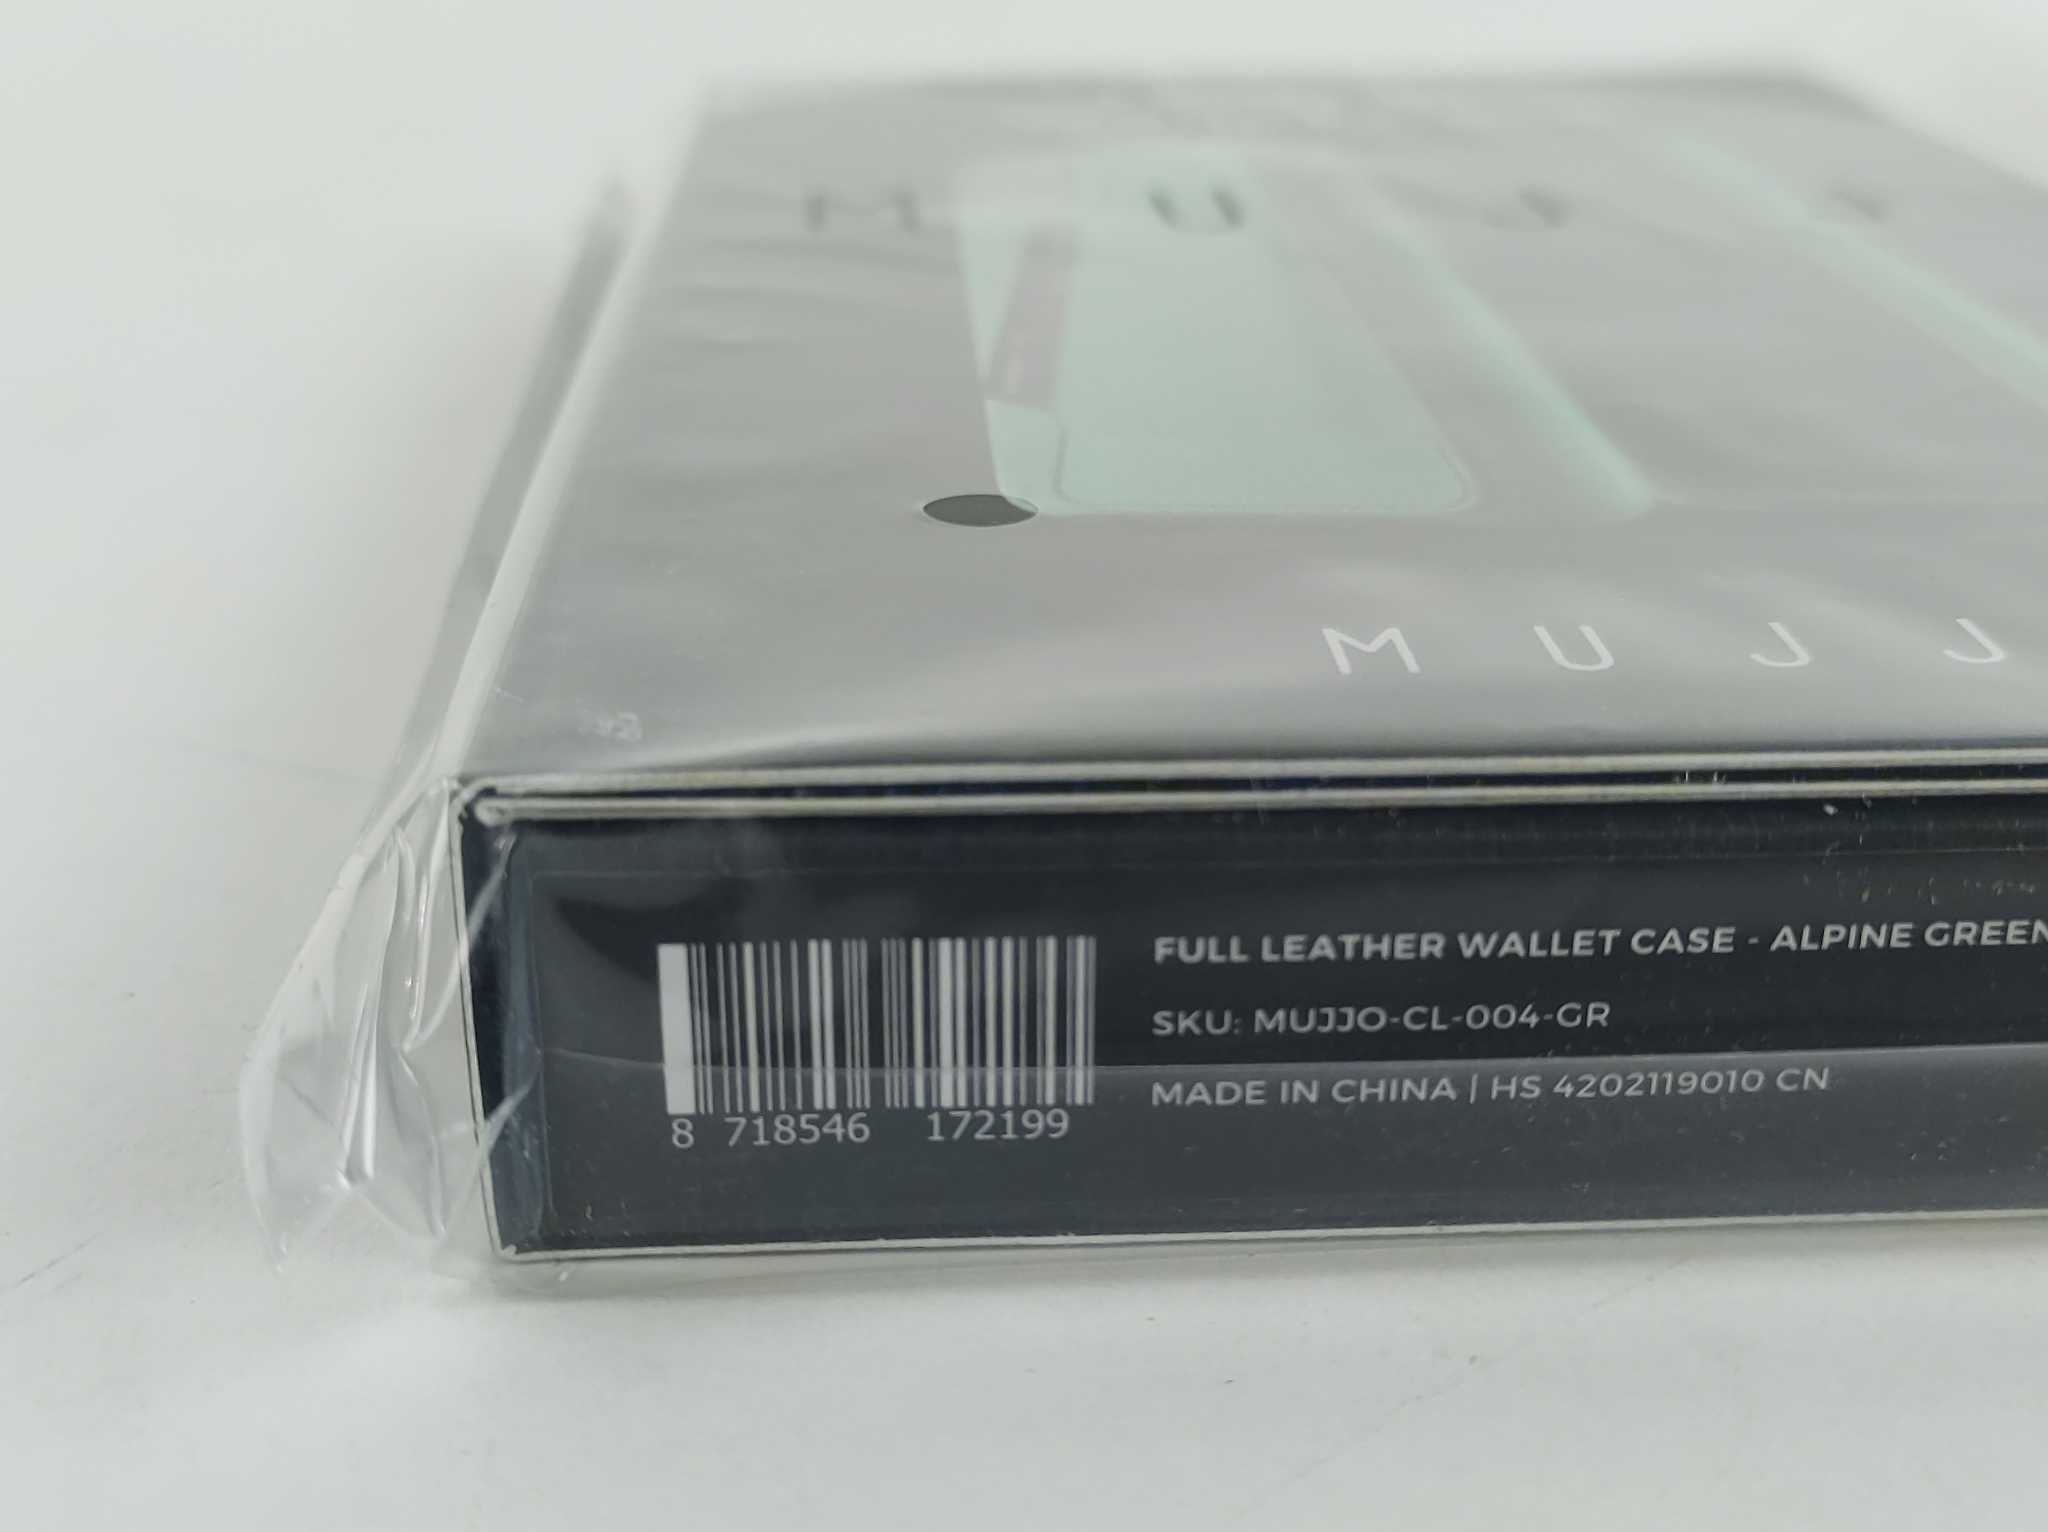 M U J J
M U J J
FULL LEATHER WALLET CASE - ALPINE GREEN
SKU: MUJJO-CL-004-GR
MADE IN CHINA | HS 4202119010 CN
8 718546 172199